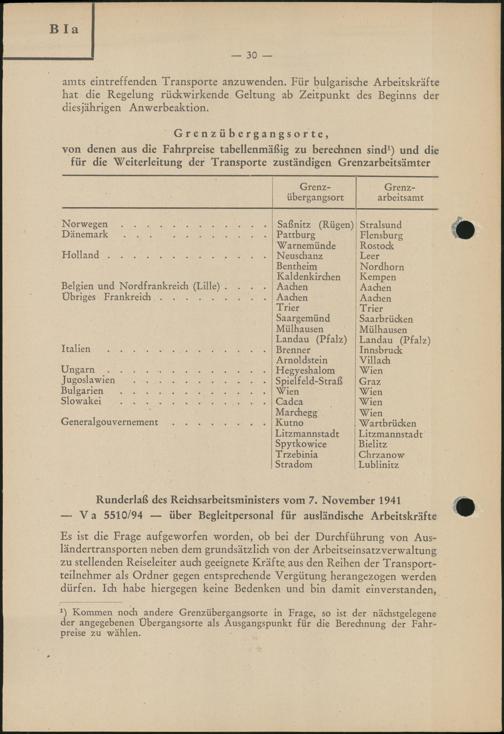 B I a
— 30 —
amts eintreffenden Transporte anzuwenden. Für bulgarische Arbeitskräfte
hat die Regelung rückwirkende Geltung ab Zeitpunkt des Beginns der
diesjährigen Anwerbeaktion.
Grenzübergangsorte,
von denen aus die Fahrpreise tabellenmäßig zu berechnen sind¹) und die
für die Weiterleitung der Transporte zuständigen Grenzarbeitsämter
Grenz- Grenz-
übergangsort arbeitsamt
Norwegen . . . . . . . . . . . . Saßnitz (Rügen) Stralsund
Dänemark . . . . . . . . . . . Pattburg Flensburg
Warnemünde Rostock
Holland . . . . . . . . . . . . . Neuschanz Leer
Bentheim Nordhorn
Kaldenkirchen Kempen
Belgien und Nordfrankreich (Lille) . . . . Aachen Aachen
Übriges Frankreich . . . . . . . . . Aachen Aachen
Trier Trier
Saargemünd Saarbrücken
Mülhausen Mülhausen
Landau (Pfalz) Landau (Pfalz)
Italien . . . . . . . . . . . . . Brenner Innsbruck
Arnoldstein Villach
Ungarn . . . . . . . . . . . . . Hegyeshalom Wien
Jugoslawien . . . . . . . . . . . Spielfeld-Straß Graz
Bulgarien . . . . . . . . . . . . Wien Wien
Slowakei . . . . . . . . . . . . Cadca Wien
Marchegg Wien
Generalgouvernement . . . . . . . . Kutno Wartbrücken
Litzmannstadt Litzmannstadt
Spytkowice Bielitz
Trzebinia Chrzanow
Stradom Lublinitz
Runderlaß des Reichsarbeitsministers vom 7. November 1941
— V a 5510/94 — über Begleitpersonal für ausländische Arbeitskräfte
Es ist die Frage aufgeworfen worden, ob bei der Durchführung von Aus-
ländertransporten neben dem grundsätzlich von der Arbeitseinsatzverwaltung
zu stellenden Reiseleiter auch geeignete Kräfte aus den Reihen der Transport-
teilnehmer als Ordner gegen entsprechende Vergütung herangezogen werden
dürfen. Ich habe hiergegen keine Bedenken und bin damit einverstanden,
¹) Kommen noch andere Grenzübergangsorte in Frage, so ist der nächstgelegene
der angegebenen Übergangsorte als Ausgangspunkt für die Berechnung der Fahr-
preise zu wählen.